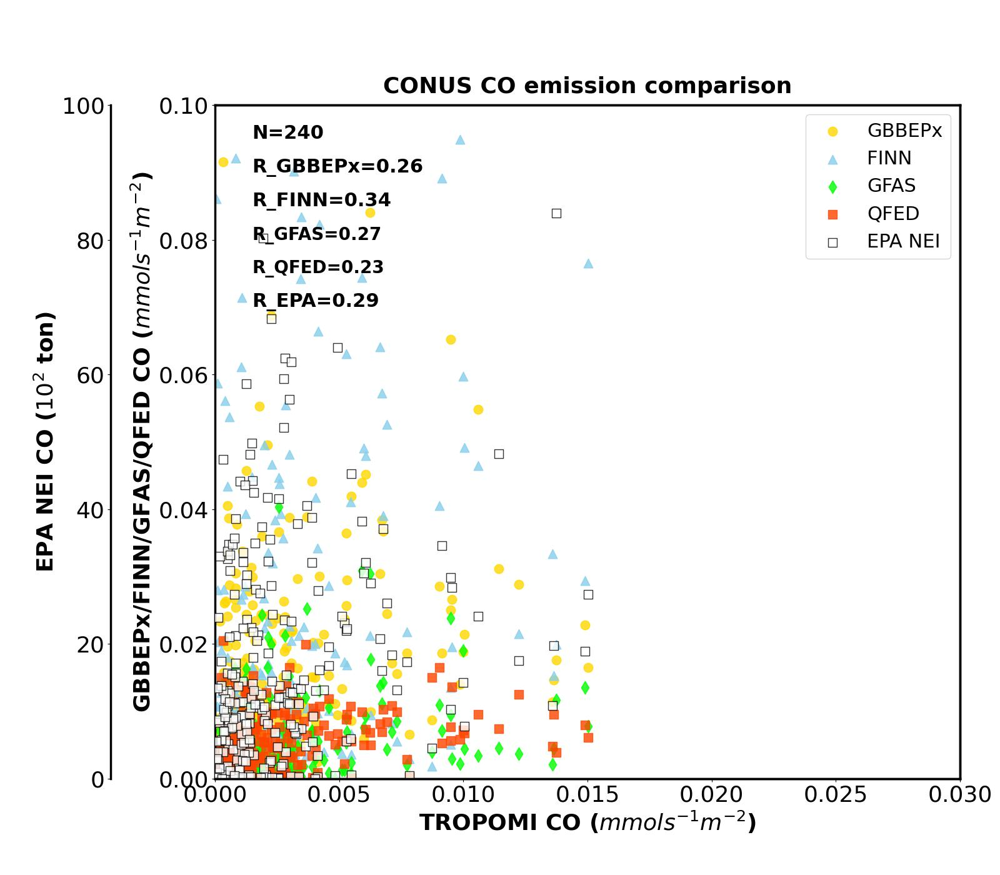 CONUS CO emission comparison
N=240
R_GBBEPx=0.26
R_FINN=0.34
R_GFAS=0.27
R_QFED=0.23
R_EPA=0.29
GBBEPx
FINN
GFAS
QFED
EPA NEI
EPA NEI CO (10² ton)
100
80
60
40
20
0
GBBEPx/FINN/GFAS/QFED CO (mmols⁻¹m⁻²)
0.10
0.08
0.06
0.04
0.02
0.00
0.000 0.005 0.010 0.015 0.020 0.025 0.030
TROPOMI CO (mmols⁻¹m⁻²)